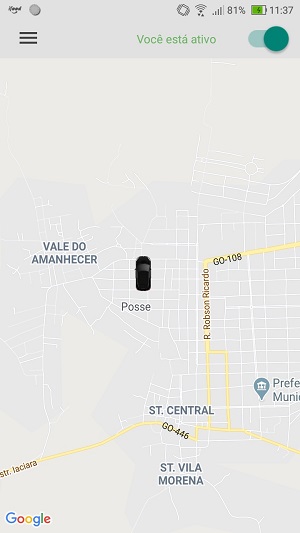 81% 11:37
Você está ativo
VALE DO
AMANHECER
GO-108
R. Robson Ricardo
Posse
Prefe
Munic
ST. CENTRAL
GO-446
str. Iaciara
ST. VILA
MORENA
Google